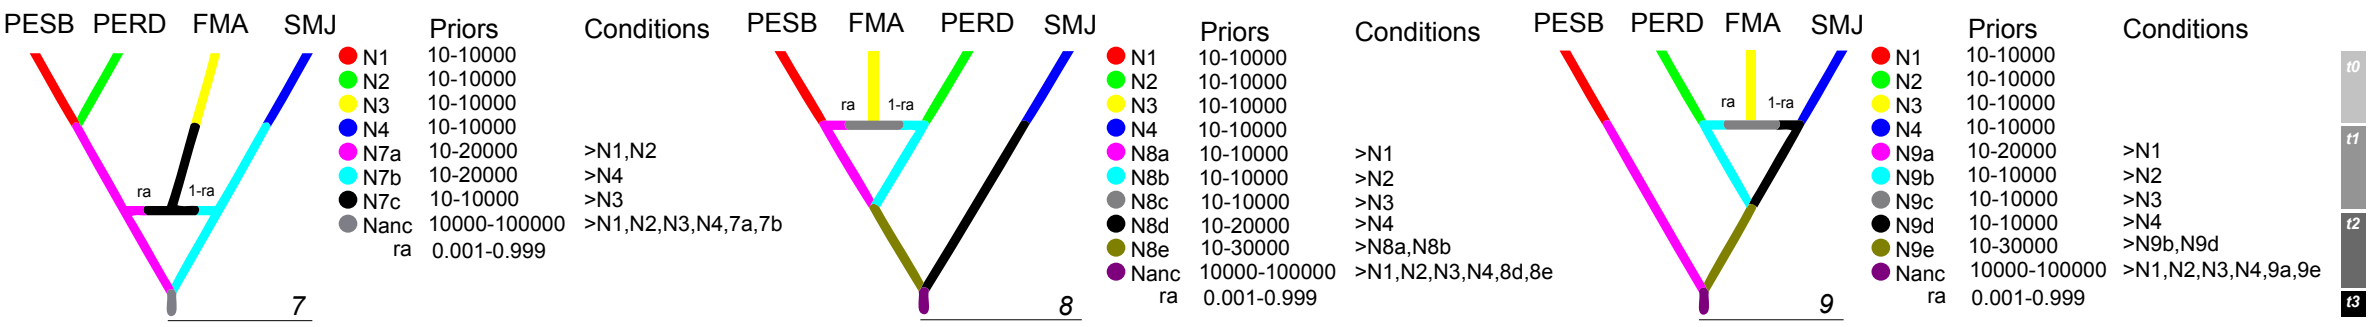 PESB PERD FMA SMJ
Priors Conditions
N1 10-10000
N2 10-10000
N3 10-10000
N4 10-10000
N7a 10-20000 >N1,N2
N7b 10-20000 >N4
N7c 10-10000 >N3
Nanc 10000-100000 >N1,N2,N3,N4,7a,7b
ra 0.001-0.999
ra 1-ra
7
PESB FMA PERD SMJ
Priors Conditions
N1 10-10000
N2 10-10000
N3 10-10000
N4 10-10000
N8a 10-10000 >N1
N8b 10-10000 >N2
N8c 10-10000 >N3
N8d 10-20000 >N4
N8e 10-30000 >N8a,N8b
Nanc 10000-100000 >N1,N2,N3,N4,8d,8e
ra 0.001-0.999
ra 1-ra
8
PESB PERD FMA SMJ
Priors Conditions
N1 10-10000
N2 10-10000
N3 10-10000
N4 10-10000
N9a 10-20000 >N1
N9b 10-10000 >N2
N9c 10-10000 >N3
N9d 10-10000 >N4
N9e 10-30000 >N9b,N9d
Nanc 10000-100000 >N1,N2,N3,N4,9a,9e
ra 0.001-0.999
ra 1-ra
9
t0
t1
t2
t3